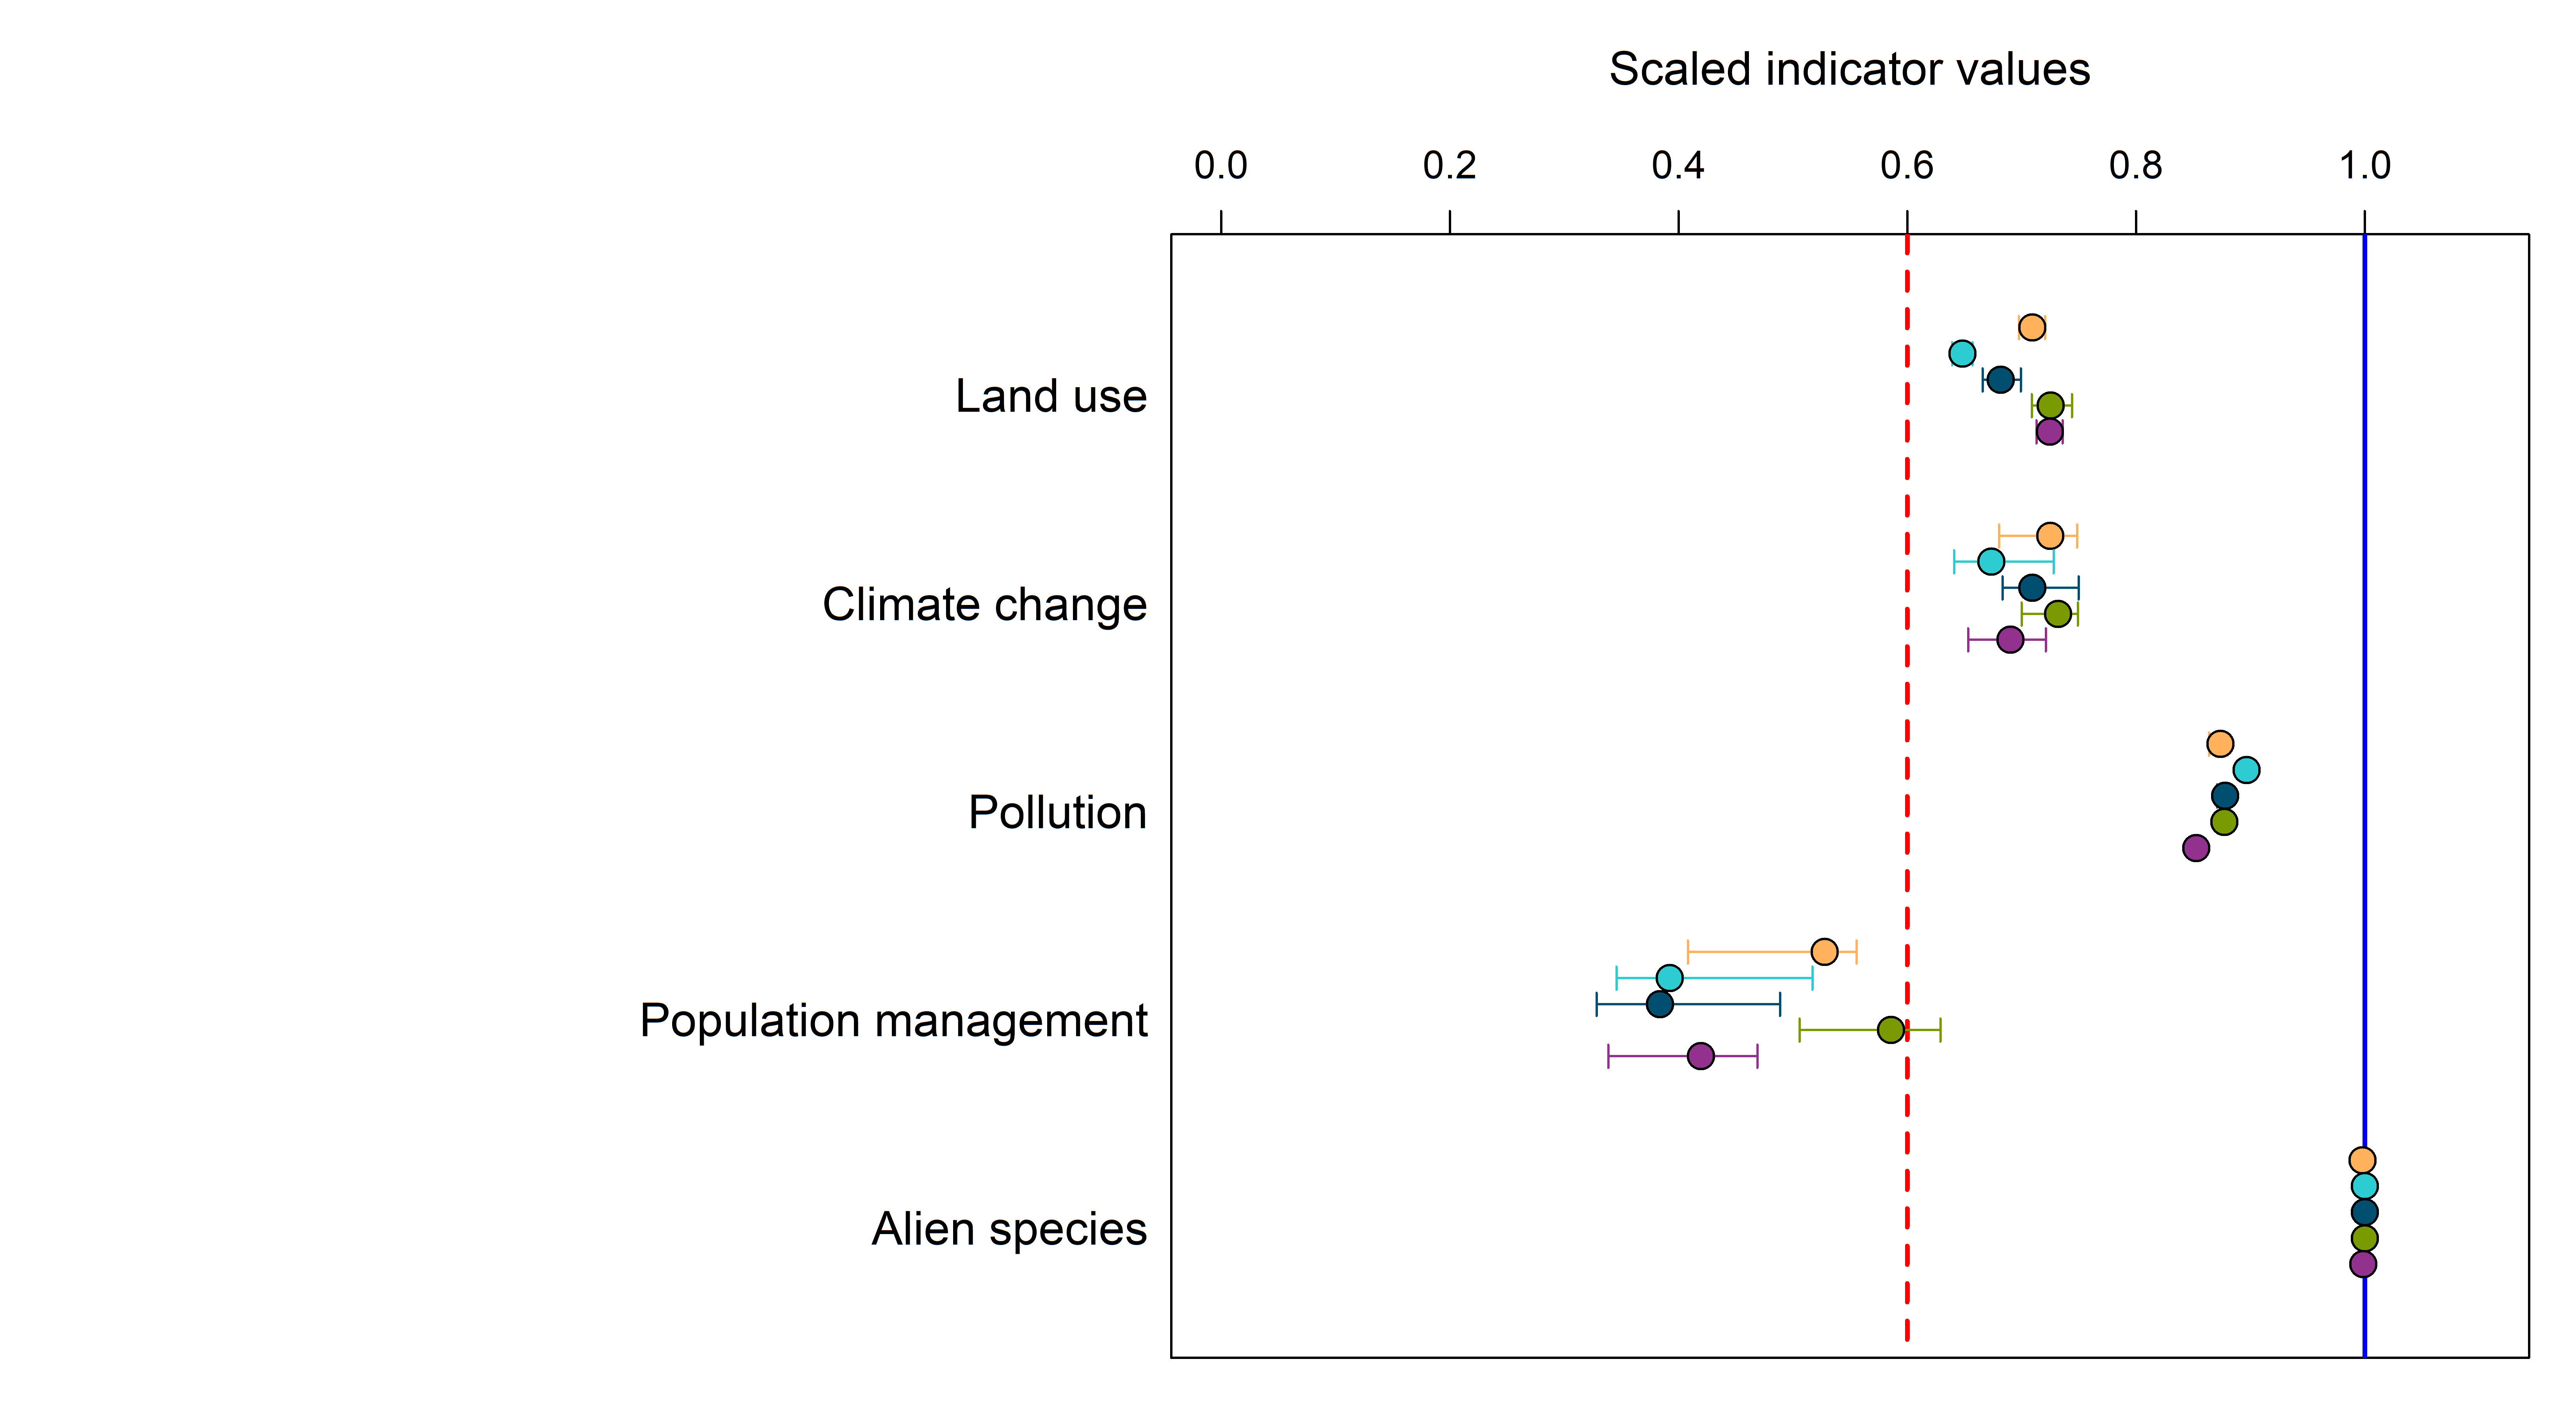 Scaled indicator values
0.0 0.2 0.4 0.6 0.8 1.0
Land use
Climate change
Pollution
Population management
Alien species